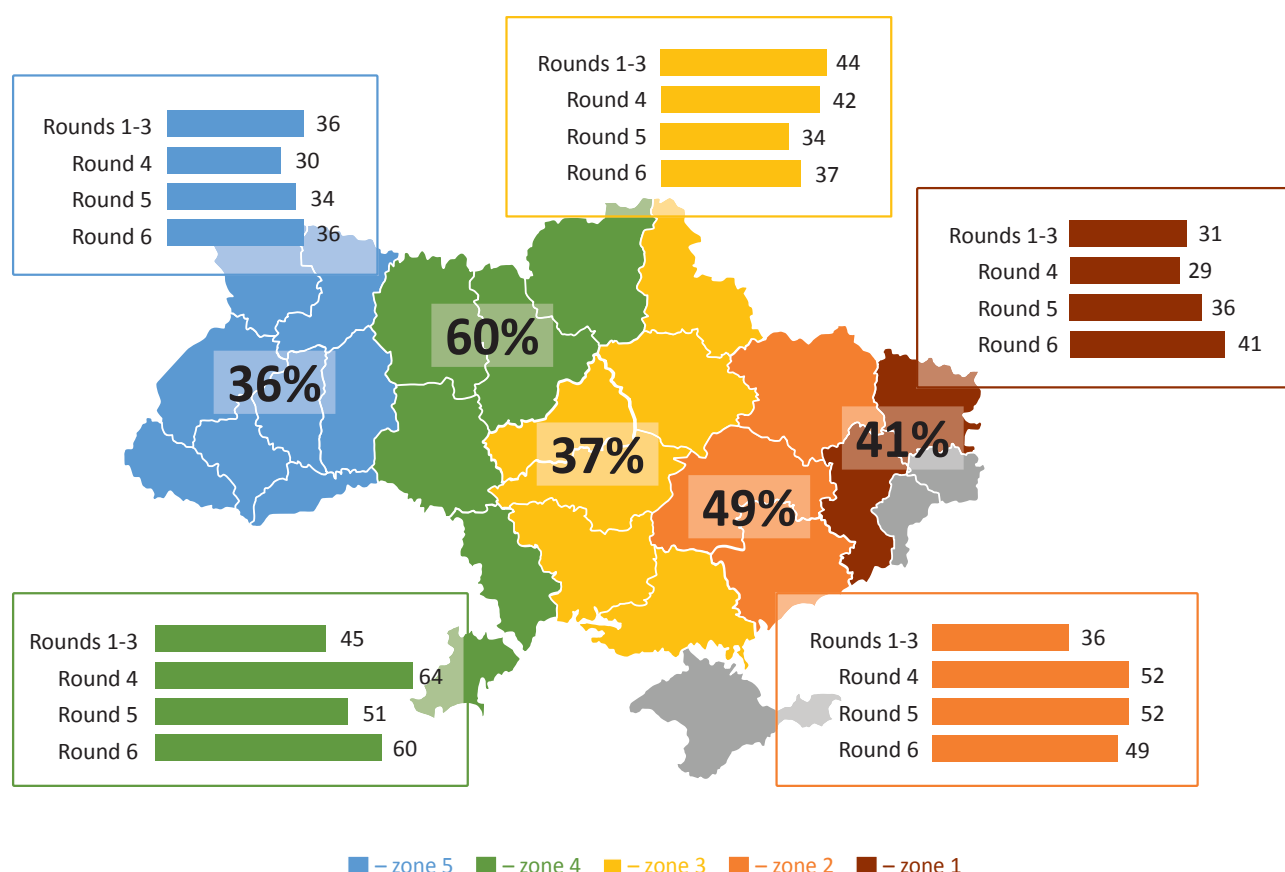 Rounds 1-3 44
Round 4 42
Round 5 34
Round 6 37
Rounds 1-3 36
Round 4 30
Round 5 34
Round 6 36
Rounds 1-3 31
Round 4 29
Round 5 36
Round 6 41
60%
36%
37%
41%
49%
Rounds 1-3 45
Round 4 64
Round 5 51
Round 6 60
Rounds 1-3 36
Round 4 52
Round 5 52
Round 6 49
– zone 5 – zone 4 – zone 3 – zone 2 – zone 1